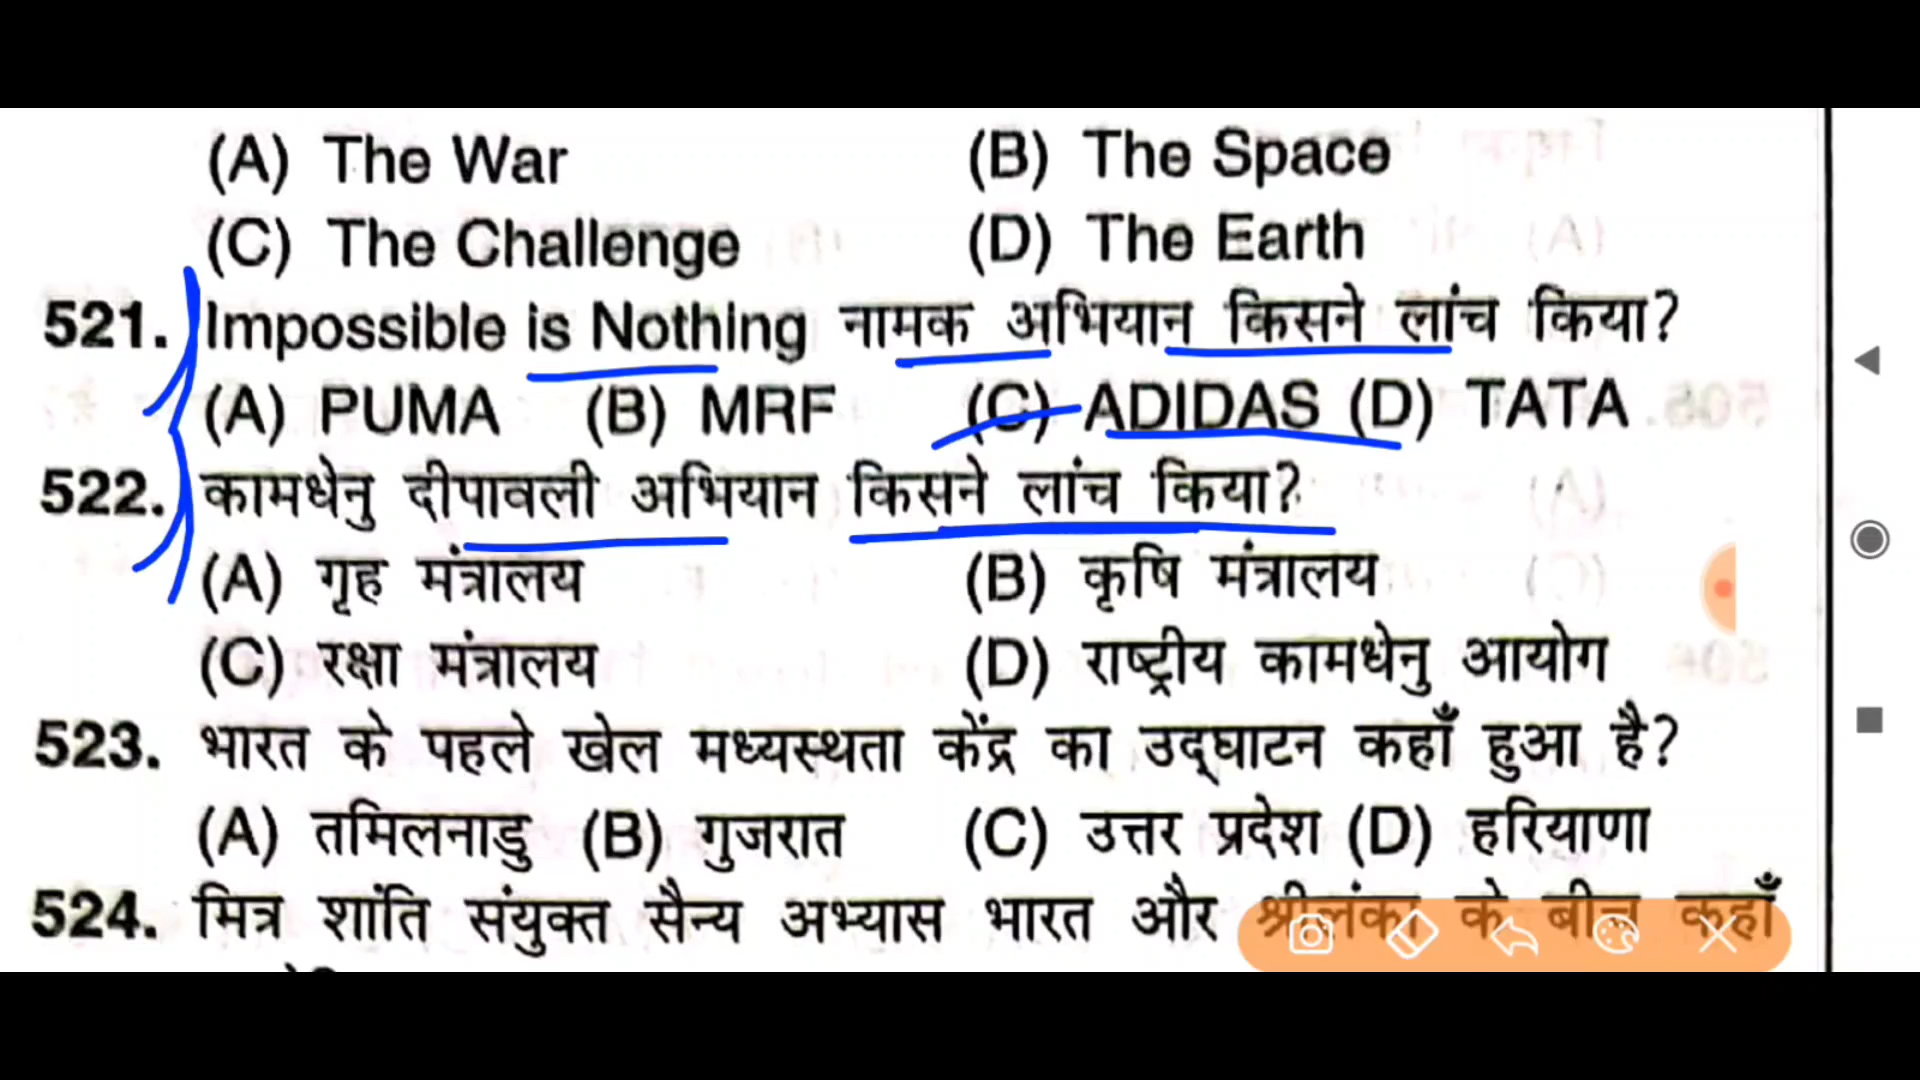 (A) The War (B) The Space
(C) The Challenge (D) The Earth
521. Impossible is Nothing नामक अभियान किसने लांच किया?
(A) PUMA (B) MRF (C) ADIDAS (D) TATA
522. कामधेनु दीपावली अभियान किसने लांच किया?
(A) गृह मंत्रालय (B) कृषि मंत्रालय
(C) रक्षा मंत्रालय (D) राष्ट्रीय कामधेनु आयोग
523. भारत के पहले खेल मध्यस्थता केंद्र का उद्घाटन कहाँ हुआ है?
(A) तमिलनाडु (B) गुजरात (C) उत्तर प्रदेश (D) हरियाणा
524. मित्र शांति संयुक्त सैन्य अभ्यास भारत और श्रीलंका के बीच कहाँ